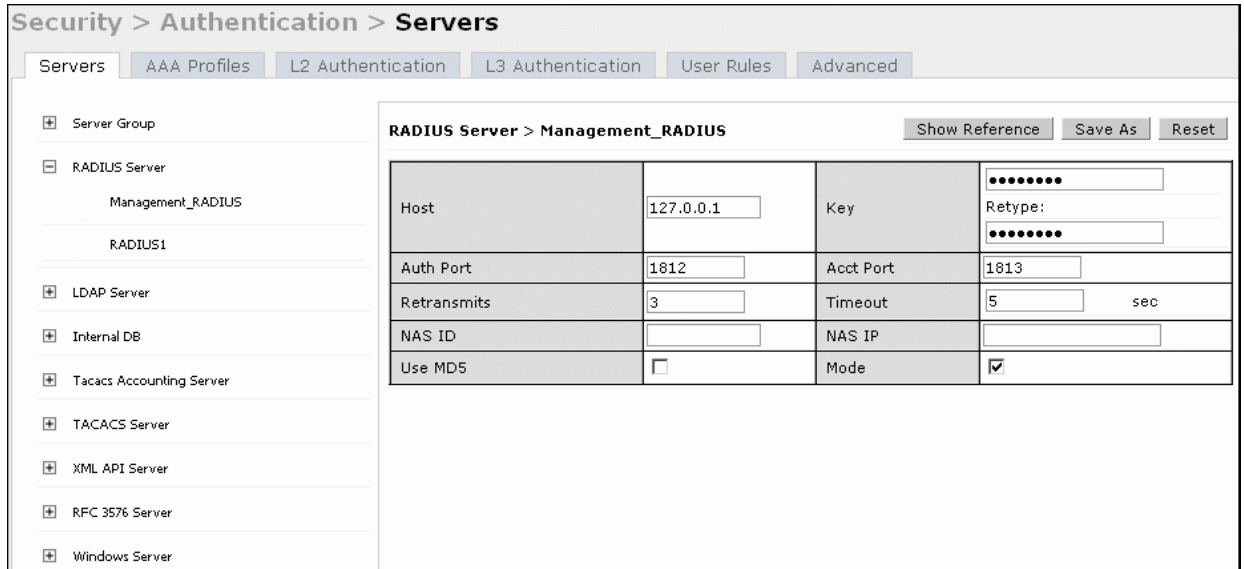 Security > Authentication > Servers
Servers AAA Profiles L2 Authentication L3 Authentication User Rules Advanced
Server Group
RADIUS Server
Management_RADIUS
RADIUS1
LDAP Server
Internal DB
Tacacs Accounting Server
TACACS Server
XML API Server
RFC 3576 Server
Windows Server
RADIUS Server > Management_RADIUS Show Reference Save As Reset
Host 127.0.0.1 Key ••••••••
Retype:
••••••••
Auth Port 1812 Acct Port 1813
Retransmits 3 Timeout 5 sec
NAS ID NAS IP
Use MD5 Mode